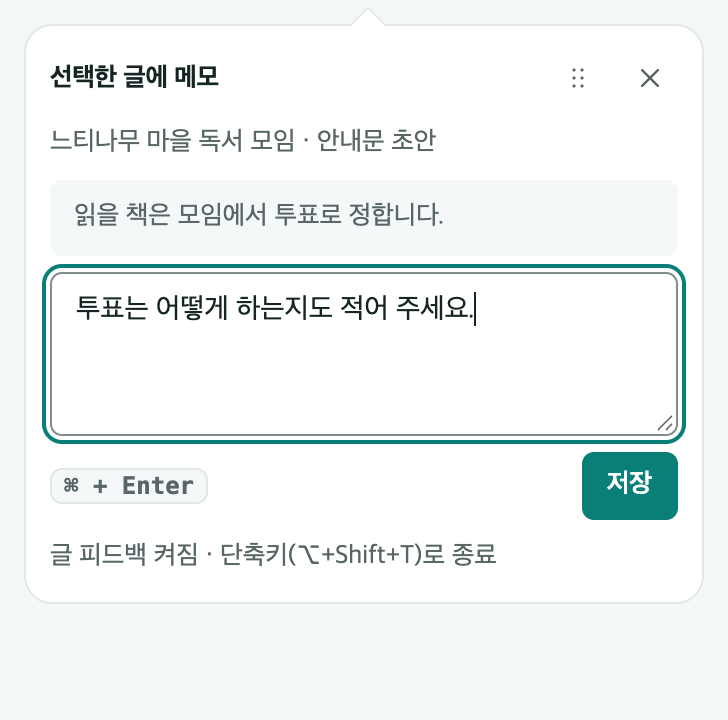 선택한 글에 메모
느티나무 마을 독서 모임 · 안내문 초안
읽을 책은 모임에서 투표로 정합니다.
투표는 어떻게 하는지도 적어 주세요.
⌘ + Enter
저장
글 피드백 켜짐 · 단축키(⌥+Shift+T)로 종료